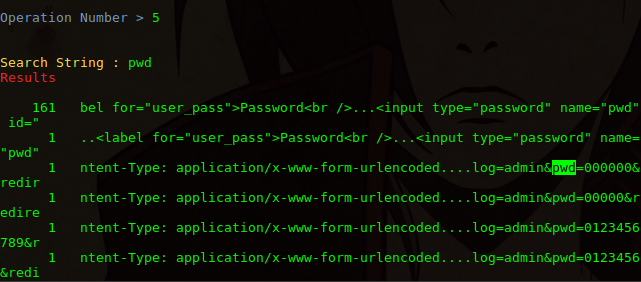 Operation Number > 5
Search String : pwd
Results
161   bel for="user_pass">Password<br />...<input type="password" name="pwd"
id="
1   ..<label for="user_pass">Password<br />...<input type="password" name=
"pwd"
1   ntent-Type: application/x-www-form-urlencoded....log=admin&pwd=000000&
redir
1   ntent-Type: application/x-www-form-urlencoded....log=admin&pwd=00000&r
edire
1   ntent-Type: application/x-www-form-urlencoded....log=admin&pwd=0123456
789&r
1   ntent-Type: application/x-www-form-urlencoded....log=admin&pwd=0123456
&redi